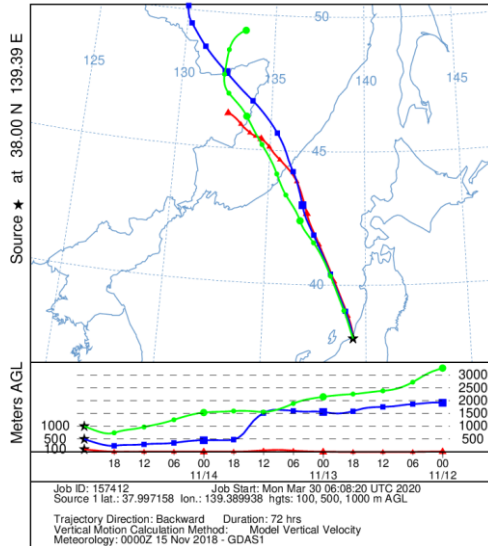 50
125
130
135
140
145
45
45
40
40
Source ★ at 38.00 N 139.39 E
Meters AGL
3000
2500
2000
1500
1000
500
1000
500
100
18 12 06 00 18 12 06 00 18 12 06 00
11/14 11/13 11/12
Job ID: 157412 Job Start: Mon Mar 30 06:08:20 UTC 2020
Source 1 lat.: 37.997158 lon.: 139.389938 hgts: 100, 500, 1000 m AGL
Trajectory Direction: Backward Duration: 72 hrs
Vertical Motion Calculation Method: Model Vertical Velocity
Meteorology: 0000Z 15 Nov 2018 - GDAS1